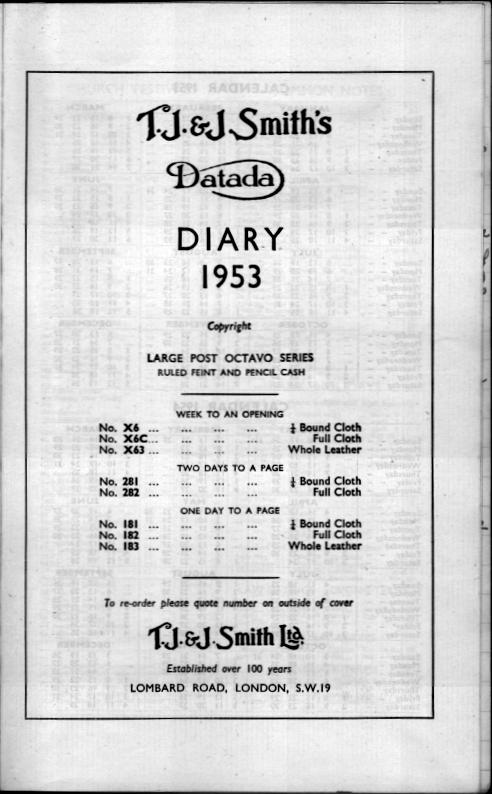 T.J. & J. Smith's
Datada
DIARY
1953
Copyright
LARGE POST OCTAVO SERIES
RULED FEINT AND PENCIL CASH
WEEK TO AN OPENING
No. X6 ... ... ... ... ¼ Bound Cloth
No. X6C... ... ... ... Full Cloth
No. X63 ... ... ... ... Whole Leather
TWO DAYS TO A PAGE
No. 281 ... ... ... ... ¼ Bound Cloth
No. 282 ... ... ... ... Full Cloth
ONE DAY TO A PAGE
No. 181 ... ... ... ... ¼ Bound Cloth
No. 182 ... ... ... ... Full Cloth
No. 183 ... ... ... ... Whole Leather
To re-order please quote number on outside of cover
T.J. & J. Smith Ltd.
Established over 100 years
LOMBARD ROAD, LONDON, S.W.19